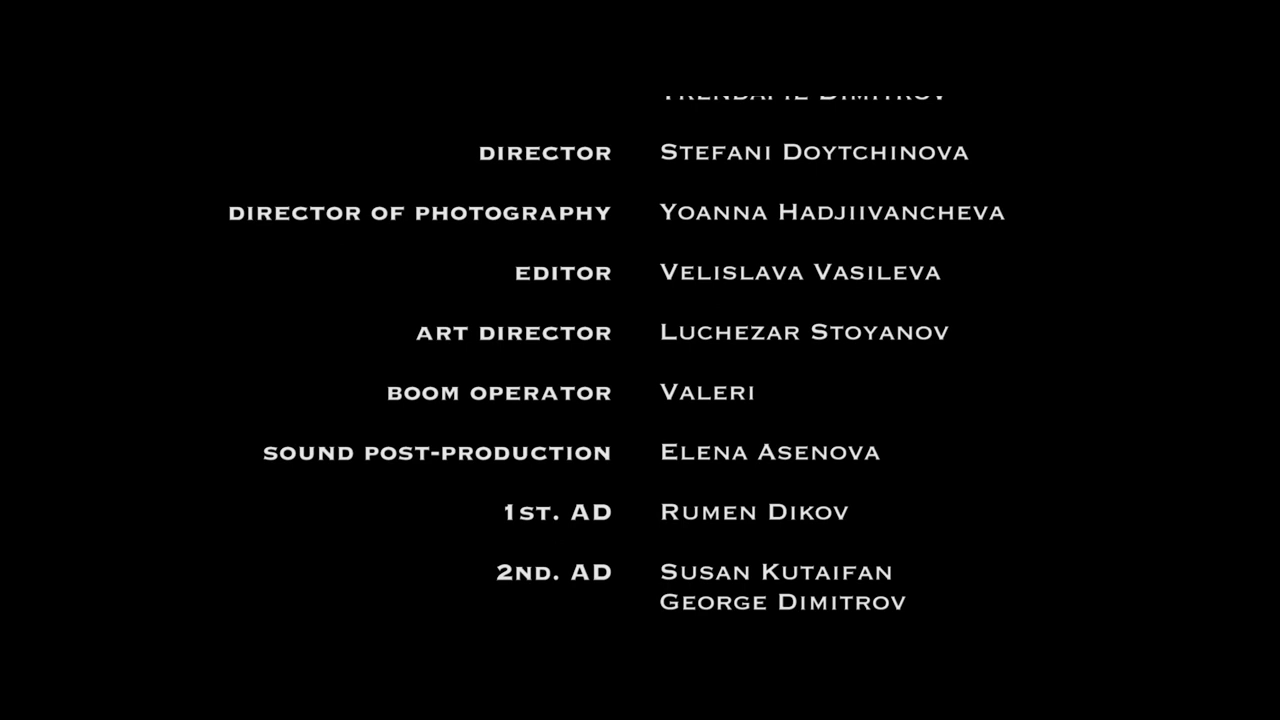 Dimitrov
DIRECTOR Stefani Doytchinova
DIRECTOR OF PHOTOGRAPHY Yoanna Hadjiivancheva
EDITOR Velislava Vasileva
ART DIRECTOR Luchezar Stoyanov
BOOM OPERATOR Valeri
SOUND POST-PRODUCTION Elena Asenova
1ST. AD Rumen Dikov
2ND. AD Susan Kutaifan
George Dimitrov